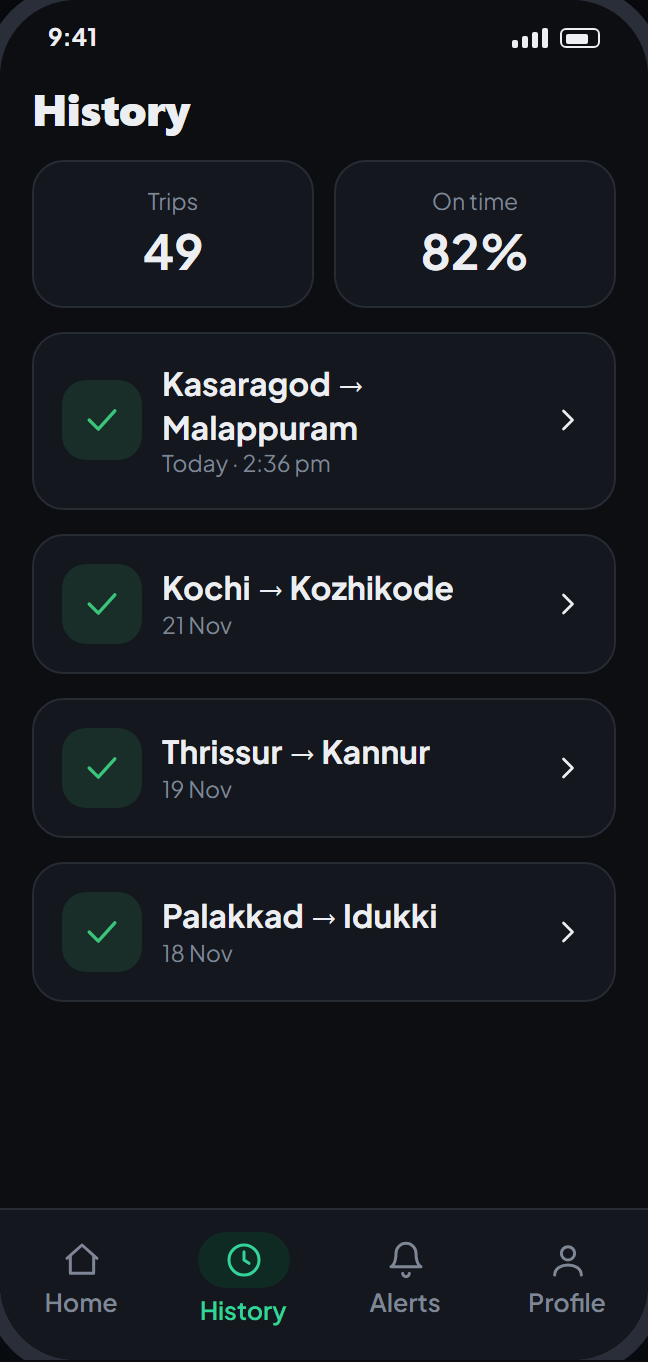 9:41
History
Trips
49
On time
82%
Kasaragod →
Malappuram
Today · 2:36 pm
Kochi → Kozhikode
21 Nov
Thrissur → Kannur
19 Nov
Palakkad → Idukki
18 Nov
Home
History
Alerts
Profile